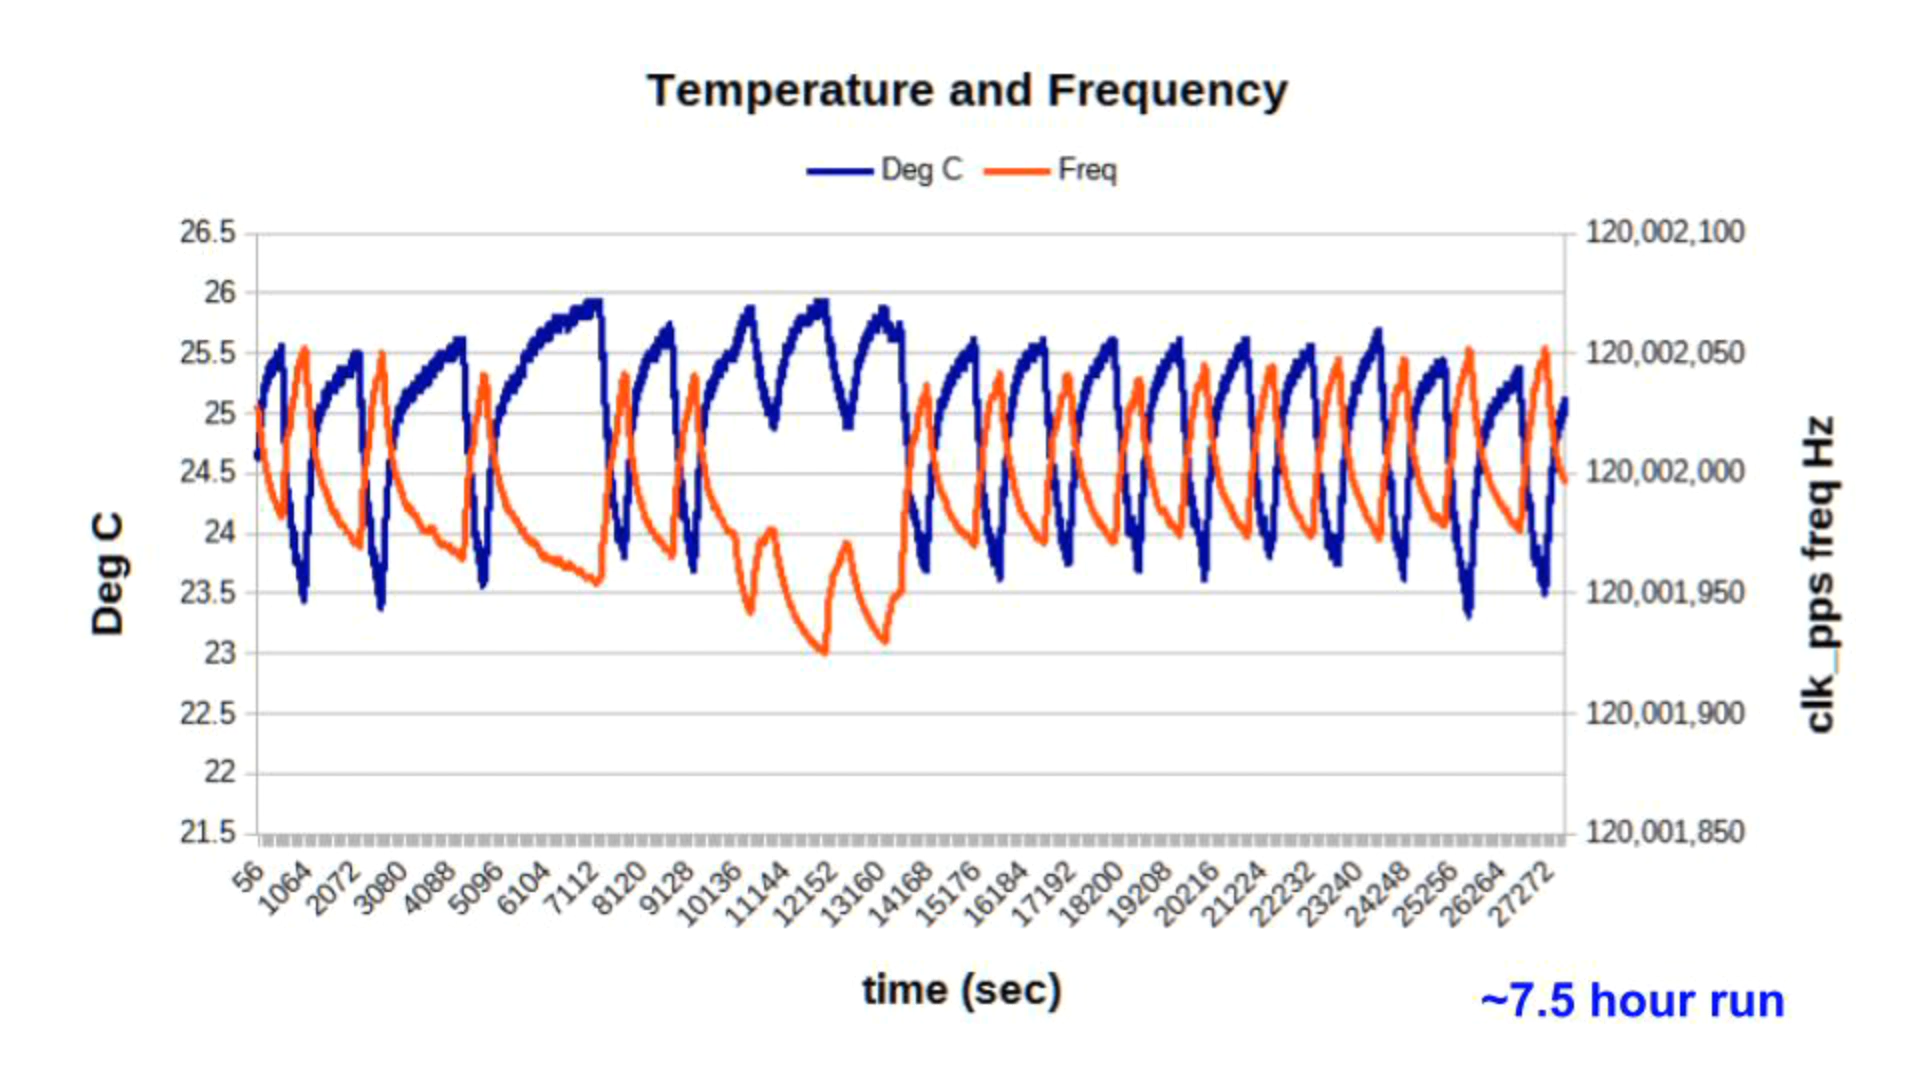 Temperature and Frequency
Deg C Freq
26.5
26
25.5
25
24.5
24
23.5
23
22.5
22
21.5
Deg C
120,002,100
120,002,050
120,002,000
120,001,950
120,001,900
120,001,850
clk_pps freq Hz
56 1064 2072 3080 4088 5096 6104 7112 8120 9128 10136 11144 12152 13160 14168 15176 16184 17192 18200 19208 20216 21224 22232 23240 24248 25256 26264 27272
time (sec)
~7.5 hour run